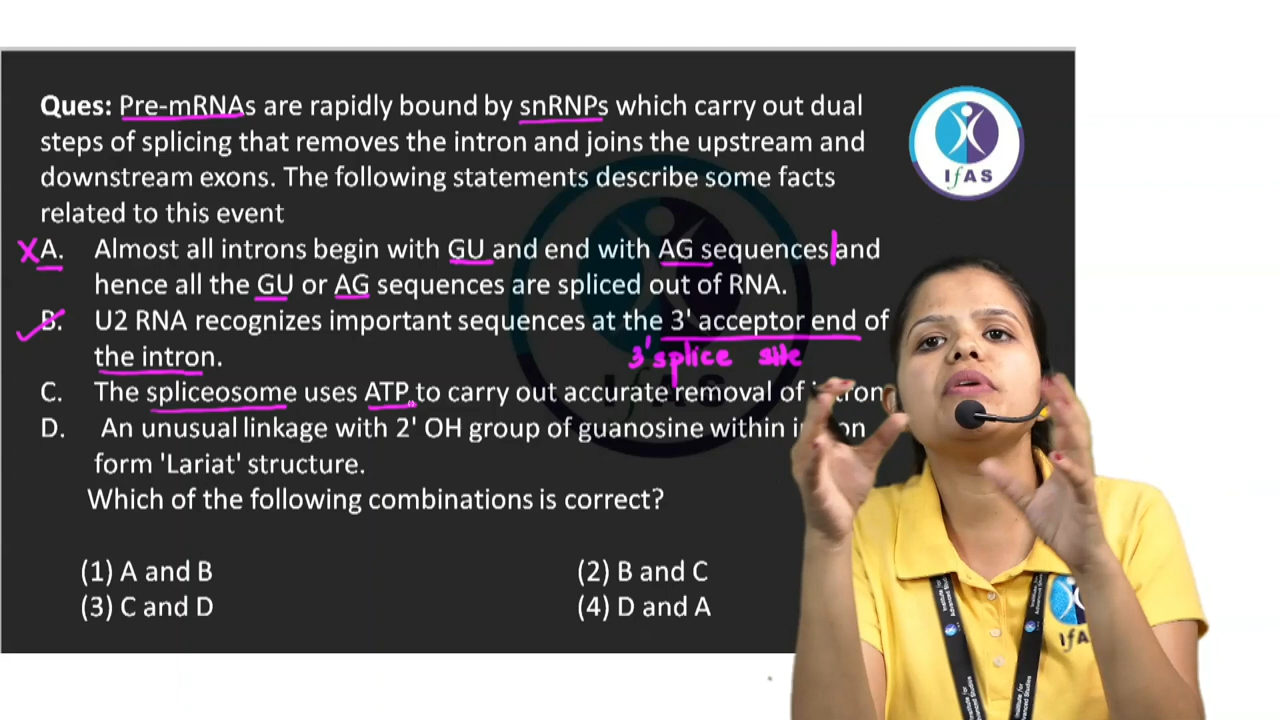 Ques: Pre-mRNAs are rapidly bound by snRNPs which carry out dual
steps of splicing that removes the intron and joins the upstream and
downstream exons. The following statements describe some facts
related to this event
IfAS
X A. Almost all introns begin with GU and end with AG sequences and
hence all the GU or AG sequences are spliced out of RNA.
B. U2 RNA recognizes important sequences at the 3' acceptor end of
the intron.
3' splice site
C. The spliceosome uses ATP to carry out accurate removal of intron
D. An unusual linkage with 2' OH group of guanosine within intron
form 'Lariat' structure.
Which of the following combinations is correct?
(1) A and B
(2) B and C
(3) C and D
(4) D and A
IfAS